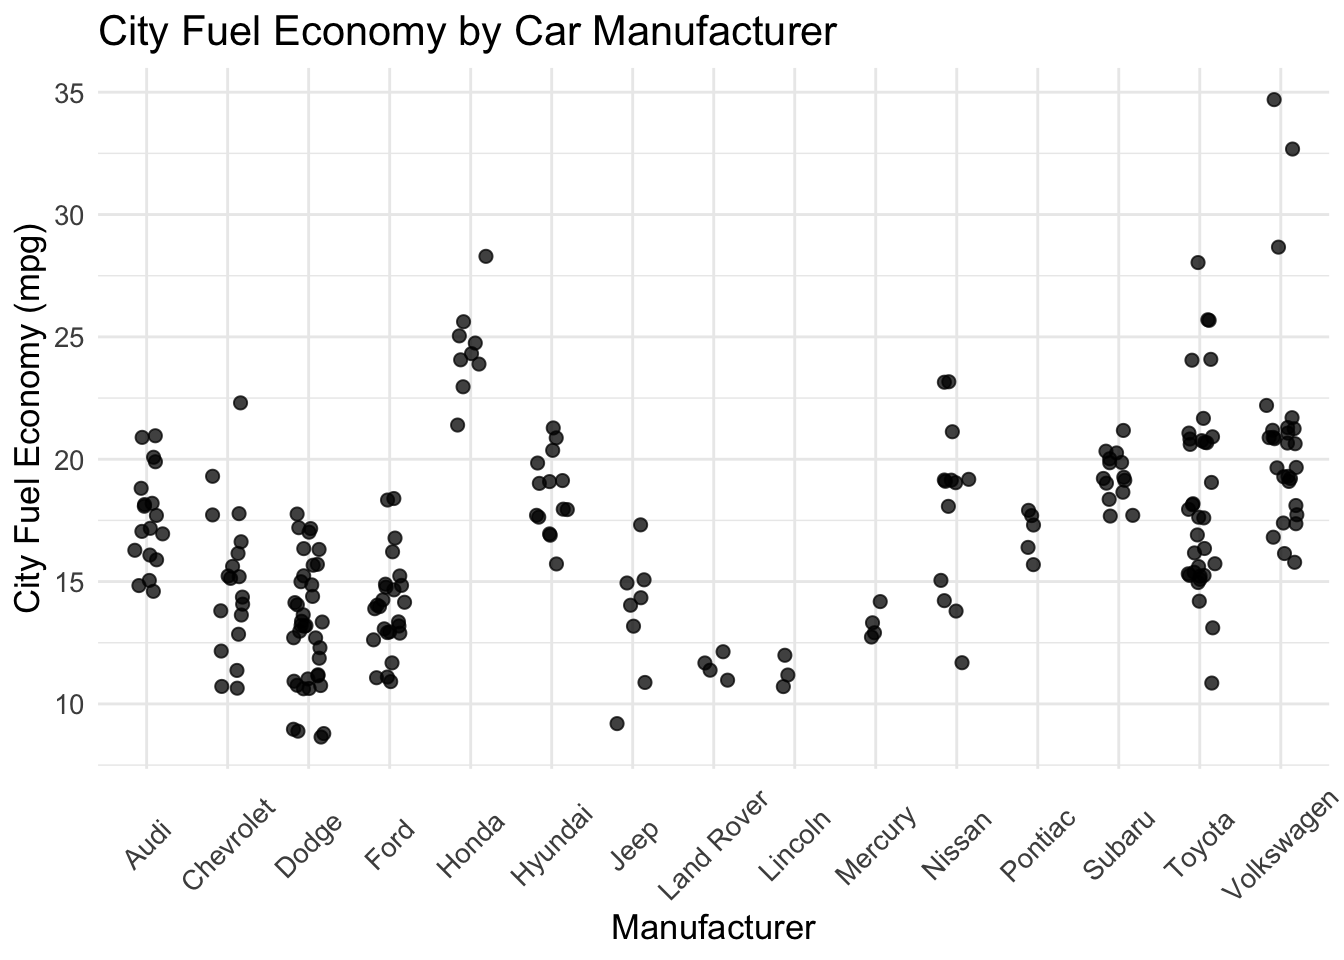 City Fuel Economy by Car Manufacturer
City Fuel Economy (mpg)
35
30
25
20
15
10
Audi
Chevrolet
Dodge
Ford
Honda
Hyundai
Jeep
Land Rover
Lincoln
Mercury
Nissan
Pontiac
Subaru
Toyota
Volkswagen
Manufacturer